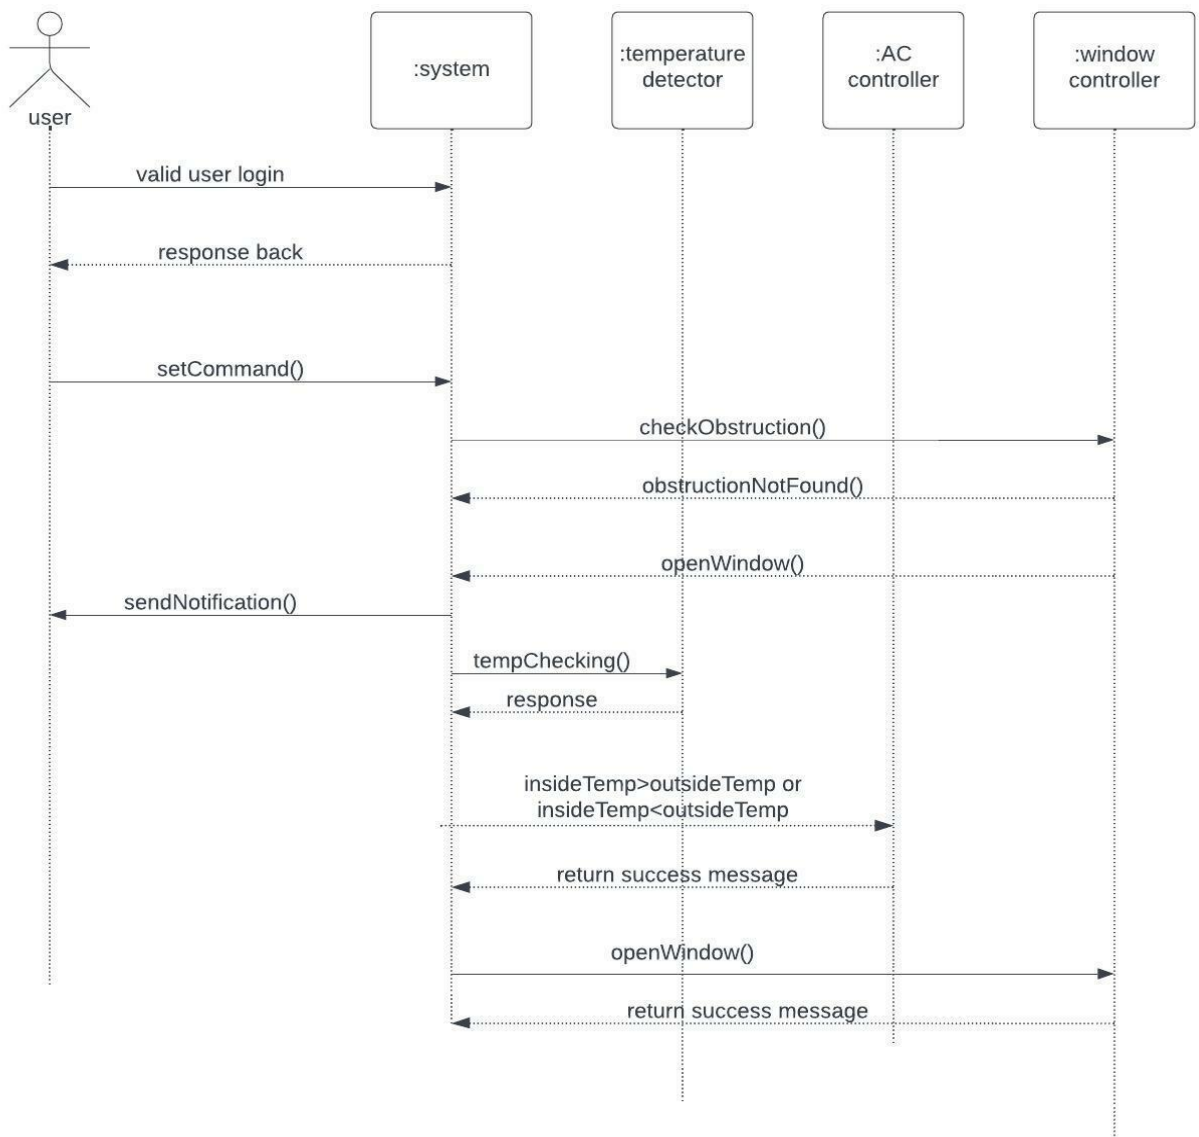 user
:system
:temperature
detector
:AC
controller
:window
controller
valid user login
response back
setCommand()
checkObstruction()
obstructionNotFound()
openWindow()
sendNotification()
tempChecking()
response
insideTemp>outsideTemp or
insideTemp<outsideTemp
return success message
openWindow()
return success message